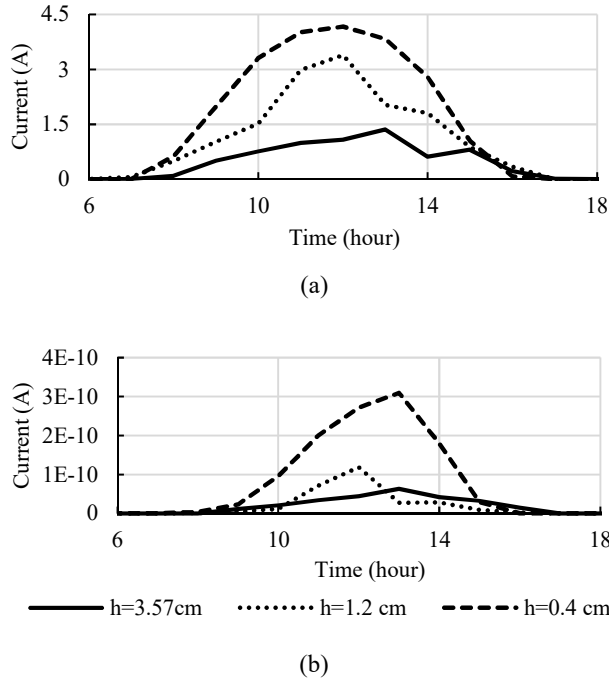 4.5
3
1.5
0
Current (A)
6 10 14 18
Time (hour)
(a)
4E-10
3E-10
2E-10
1E-10
0
Current (A)
6 10 14 18
Time (hour)
h=3.57cm h=1.2 cm h=0.4 cm
(b)